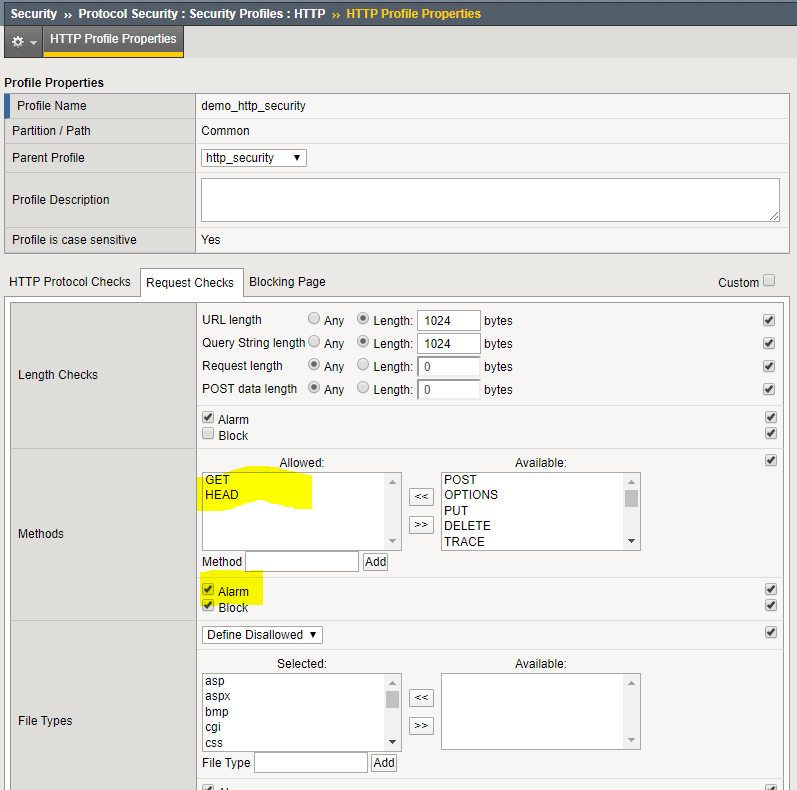 Security ›› Protocol Security : Security Profiles : HTTP ›› HTTP Profile Properties
HTTP Profile Properties
Profile Properties
Profile Name demo_http_security
Partition / Path Common
Parent Profile http_security
Profile Description
Profile is case sensitive Yes
HTTP Protocol Checks Request Checks Blocking Page Custom
Length Checks
URL length Any Length: 1024 bytes
Query String length Any Length: 1024 bytes
Request length Any Length: 0 bytes
POST data length Any Length: 0 bytes
Alarm
Block
Methods
Allowed: Available:
GET POST
HEAD OPTIONS
PUT
DELETE
TRACE
<< 
>>
Method Add
Alarm
Block
File Types
Define Disallowed
Selected: Available:
asp
aspx
bmp
cgi
css
<<
>>
File Type Add